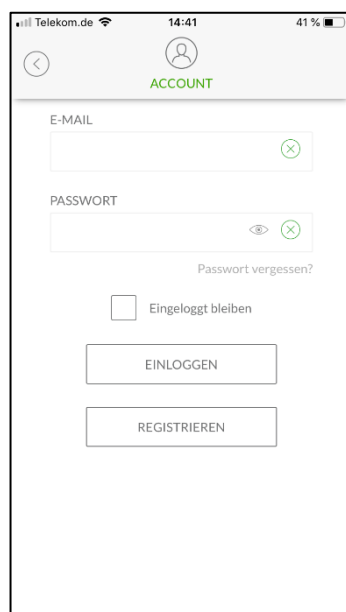 Telekom.de 14:41 41 %
ACCOUNT
E-MAIL
PASSWORT
Passwort vergessen?
Eingeloggt bleiben
EINLOGGEN
REGISTRIEREN